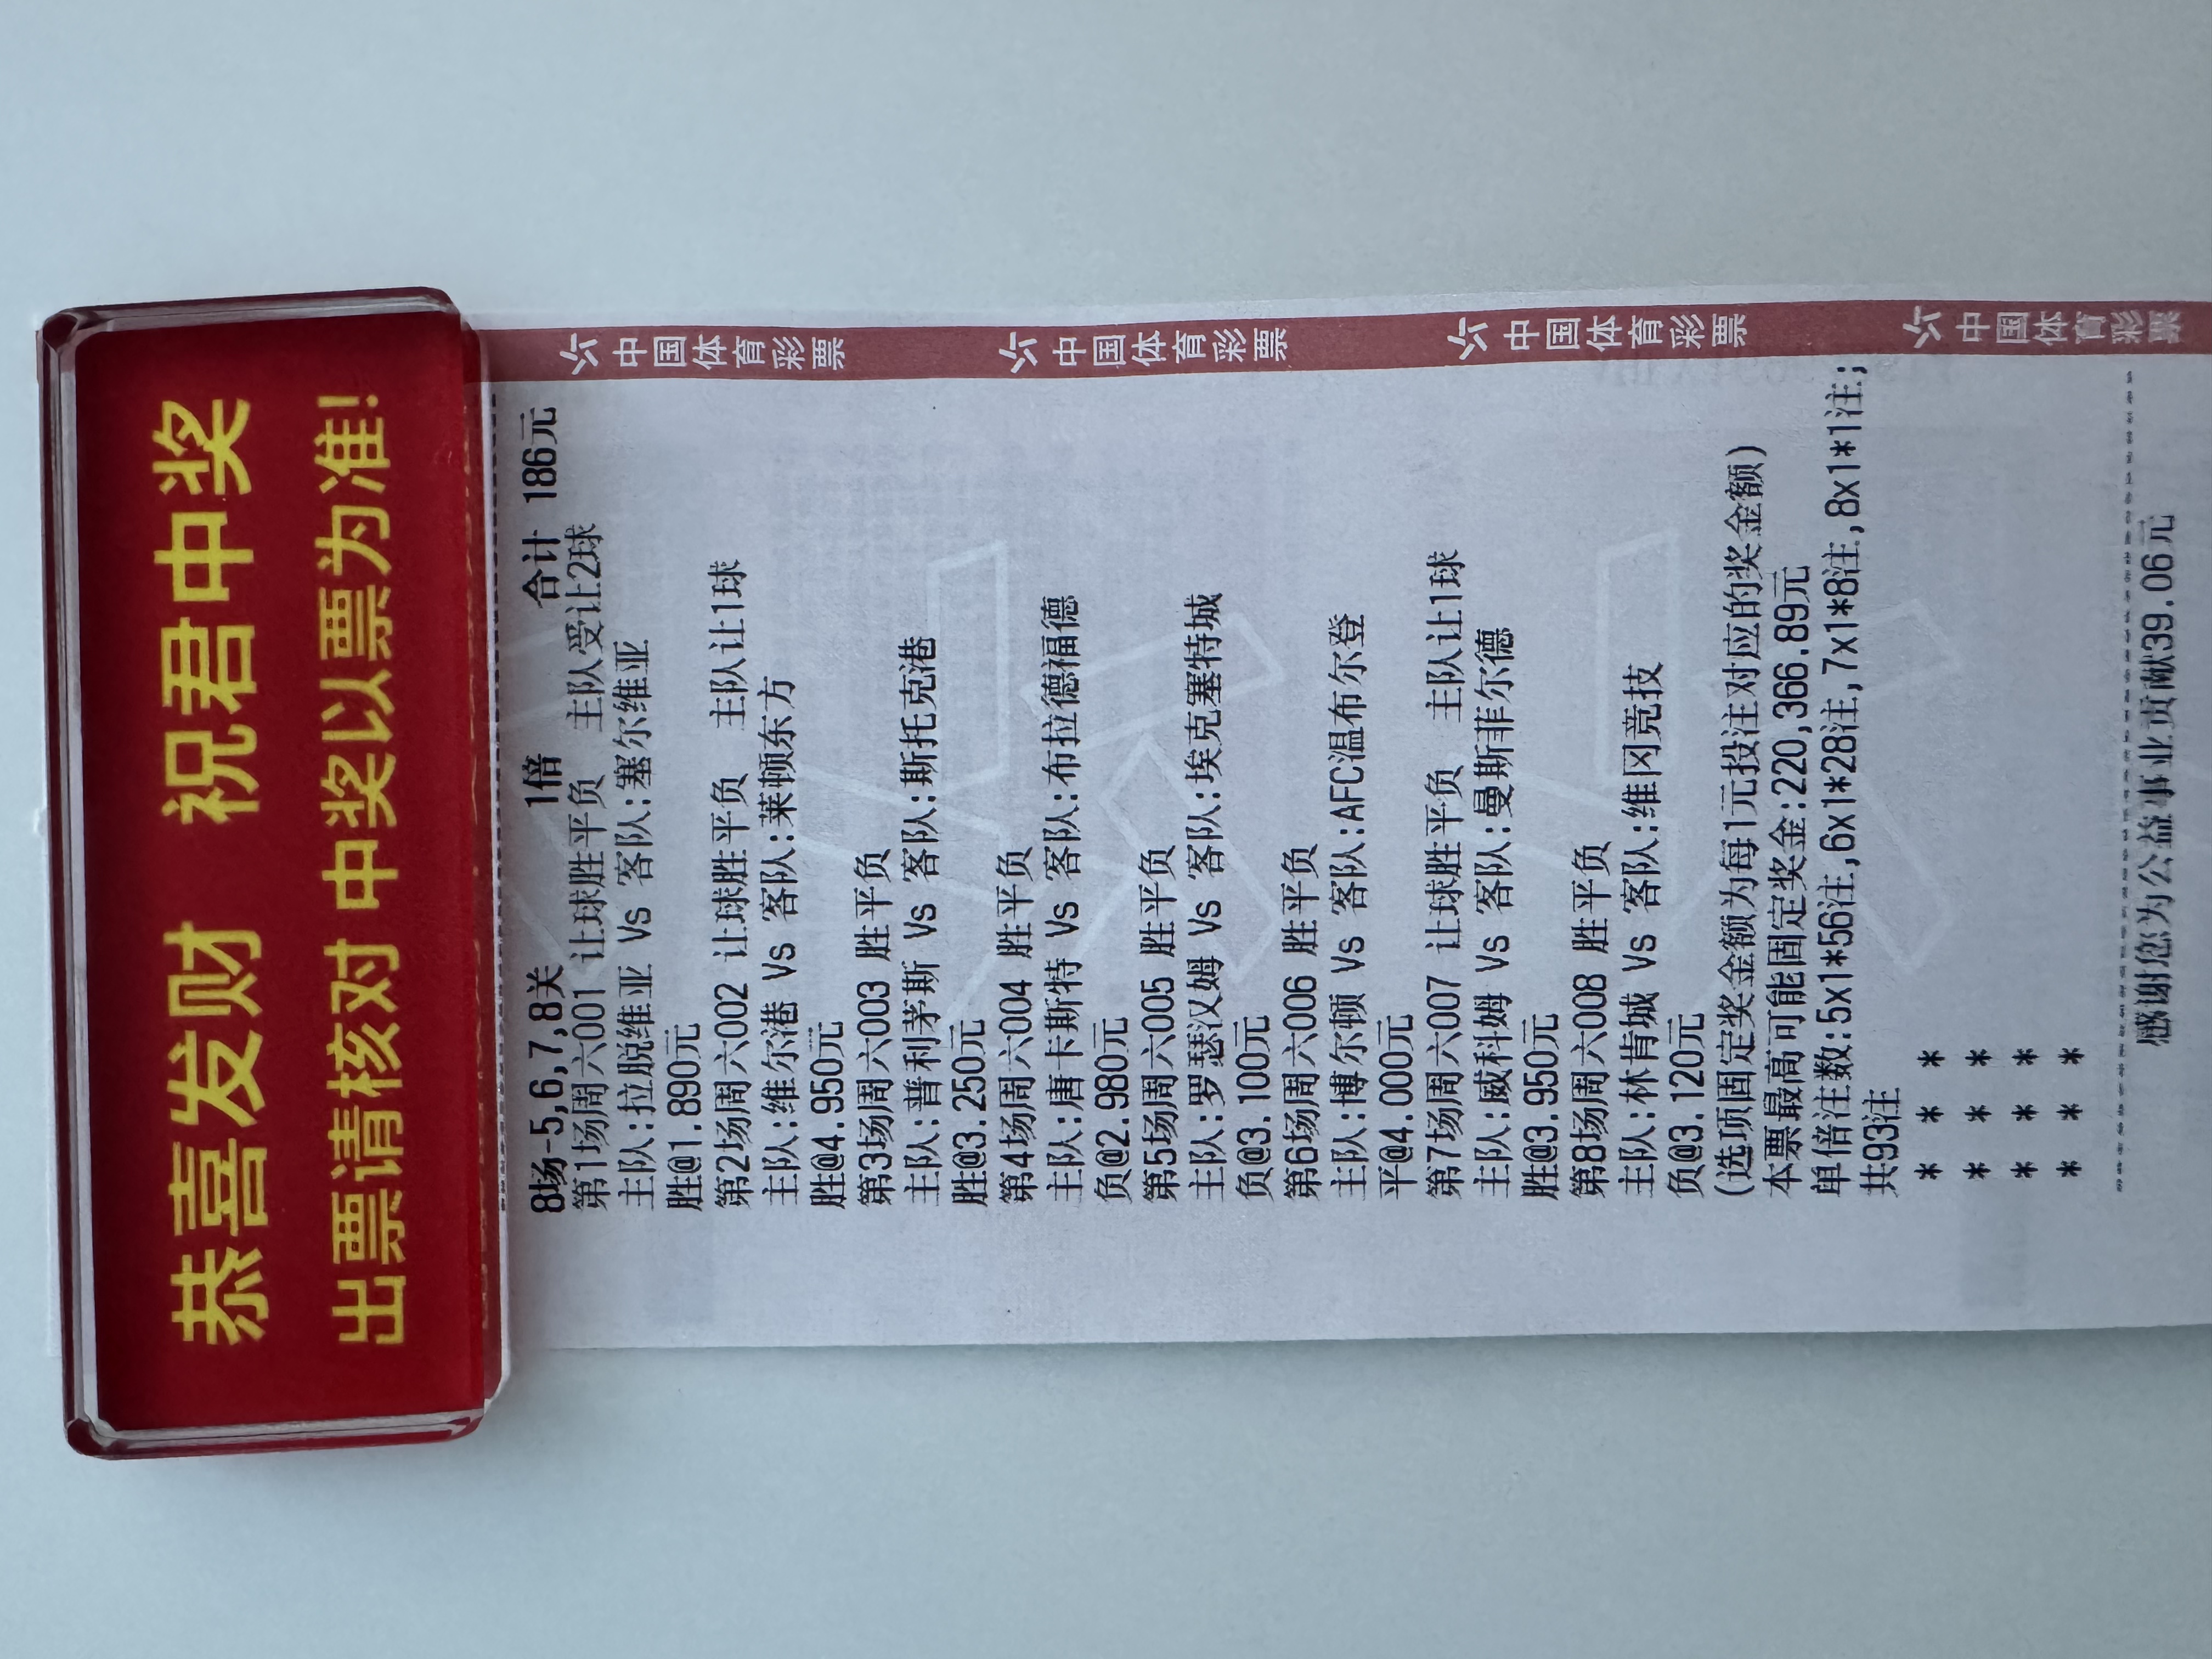 恭喜发财 祝君中奖
出票请核对 中奖以票为准!
8场-5,6,7,8关 1倍 合计 186元
第1场周六001 让球胜平负 主队受让2球
主队:拉脱维亚 Vs 客队:塞尔维亚
胜@1.890元
第2场周六002 让球胜平负 主队让1球
主队:维尔港 Vs 客队:莱顿东方
胜@4.950元
第3场周六003 胜平负
主队:普利茅斯 Vs 客队:斯托克港
胜@3.250元
第4场周六004 胜平负
主队:唐卡斯特 Vs 客队:布拉德福德
负@2.980元
第5场周六005 胜平负
主队:罗瑟汉姆 Vs 客队:埃克塞特城
负@3.100元
第6场周六006 胜平负
主队:博尔顿 Vs 客队:AFC温布尔登
平@4.000元
第7场周六007 让球胜平负 主队让1球
主队:威科姆 Vs 客队:曼斯菲尔德
胜@3.950元
第8场周六008 胜平负
主队:林肯城 Vs 客队:维冈竞技
负@3.120元
(选项固定奖金额为每1元投注对应的奖金额)
本票最高可能固定奖金:220,366.89元
单倍注数:5x1*56注,6x1*28注,7x1*8注,8x1*1注;
共93注
* * *
* * *
* * *
* * *
感谢您为公益事业贡献39.06元
中国体育彩票
中国体育彩票
中国体育彩票
中国体育彩票